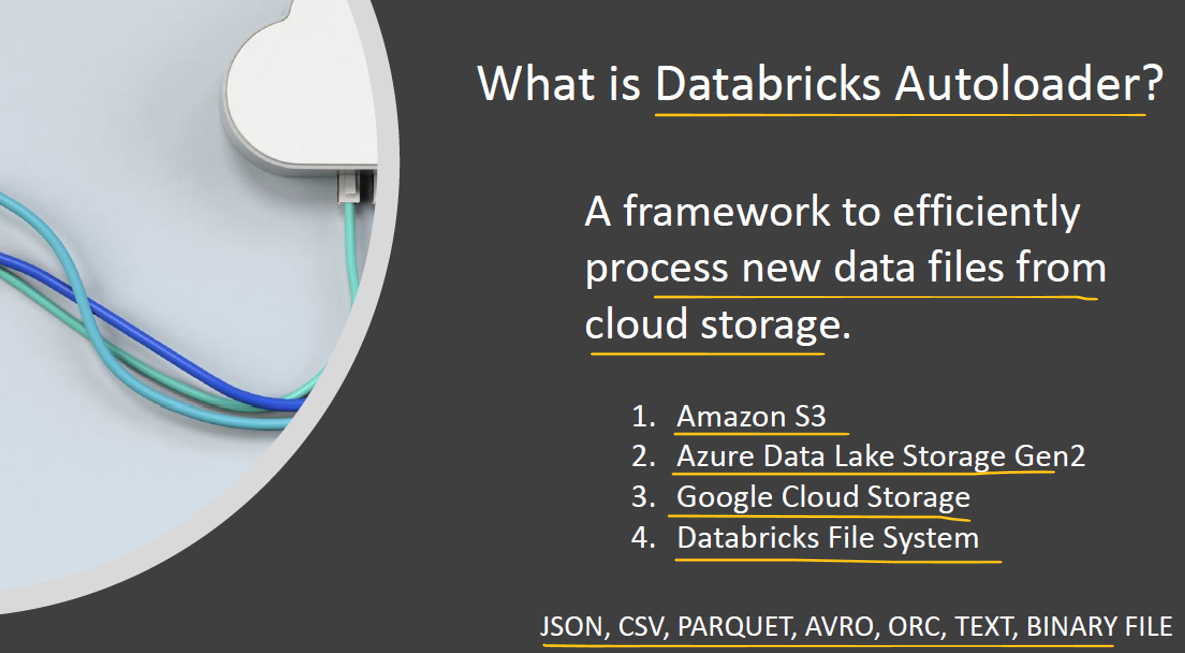 What is Databricks Autoloader?
A framework to efficiently
process new data files from
cloud storage.
1. Amazon S3
2. Azure Data Lake Storage Gen2
3. Google Cloud Storage
4. Databricks File System
JSON, CSV, PARQUET, AVRO, ORC, TEXT, BINARY FILE